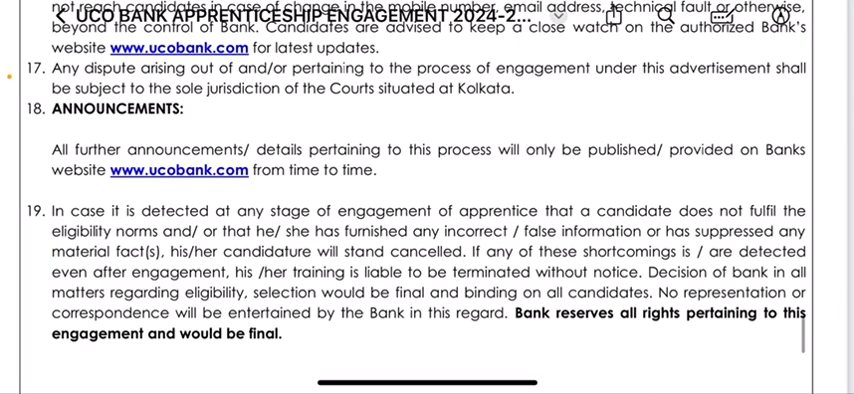 not reach candidates in case of change in the mobile number, email address, technical fault or otherwise,
UCO BANK APPRENTICESHIP ENGAGEMENT 2024-2...
beyond the control of Bank. Candidates are advised to keep a close watch on the authorized Bank's
website www.ucobank.com for latest updates.
17. Any dispute arising out of and/or pertaining to the process of engagement under this advertisement shall
be subject to the sole jurisdiction of the Courts situated at Kolkata.
18. ANNOUNCEMENTS:
All further announcements/ details pertaining to this process will only be published/ provided on Banks
website www.ucobank.com from time to time.
19. In case it is detected at any stage of engagement of apprentice that a candidate does not fulfil the
eligibility norms and/ or that he/ she has furnished any incorrect / false information or has suppressed any
material fact(s), his/her candidature will stand cancelled. If any of these shortcomings is / are detected
even after engagement, his /her training is liable to be terminated without notice. Decision of bank in all
matters regarding eligibility, selection would be final and binding on all candidates. No representation or
correspondence will be entertained by the Bank in this regard. Bank reserves all rights pertaining to this
engagement and would be final.